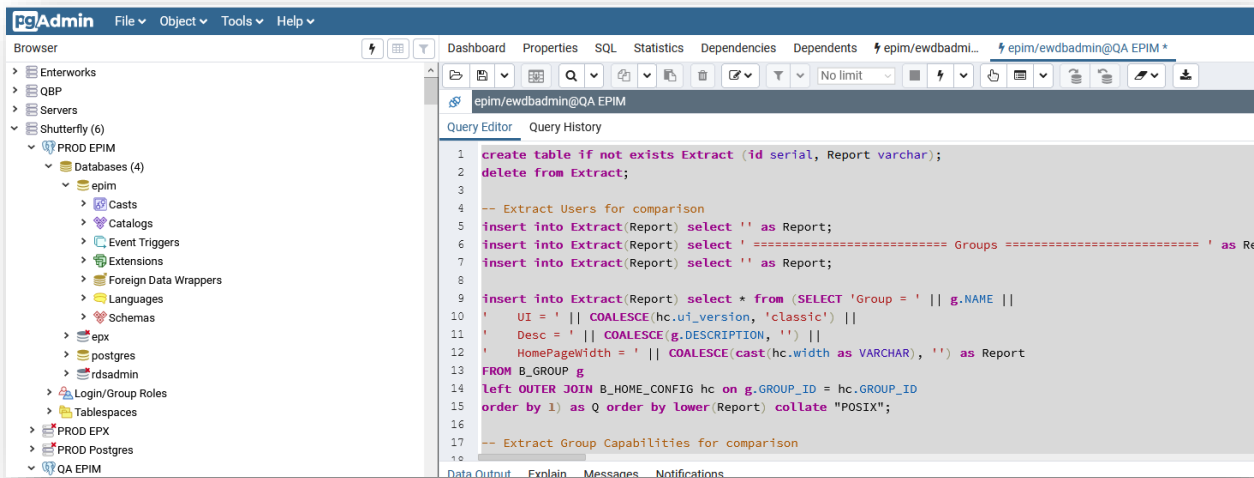 pgAdmin File Object Tools Help
Browser
Dashboard Properties SQL Statistics Dependencies Dependents epim/ewdbadmi... epim/ewdbadmin@QA EPIM *
No limit
epim/ewdbadmin@QA EPIM
Query Editor Query History
Enterworks
QBP
Servers
Shutterfly (6)
PROD EPIM
Databases (4)
epim
Casts
Catalogs
Event Triggers
Extensions
Foreign Data Wrappers
Languages
Schemas
epx
postgres
rdsadmin
Login/Group Roles
Tablespaces
PROD EPX
PROD Postgres
QA EPIM
1 create table if not exists Extract (id serial, Report varchar);
2 delete from Extract;
3
4 -- Extract Users for comparison
5 insert into Extract(Report) select '' as Report;
6 insert into Extract(Report) select ' ========================== Groups ========================== ' as Re
7 insert into Extract(Report) select '' as Report;
8
9 insert into Extract(Report) select * from (SELECT 'Group = ' || g.NAME ||
10 '    UI = ' || COALESCE(hc.ui_version, 'classic') ||
11 '    Desc = ' || COALESCE(g.DESCRIPTION, '') ||
12 '    HomePageWidth = ' || COALESCE(cast(hc.width as VARCHAR), '') as Report
13 FROM B_GROUP g
14 left OUTER JOIN B_HOME_CONFIG hc on g.GROUP_ID = hc.GROUP_ID
15 order by 1) as Q order by lower(Report) collate "POSIX";
16
17 -- Extract Group Capabilities for comparison
18
Data Output Explain Messages Notifications